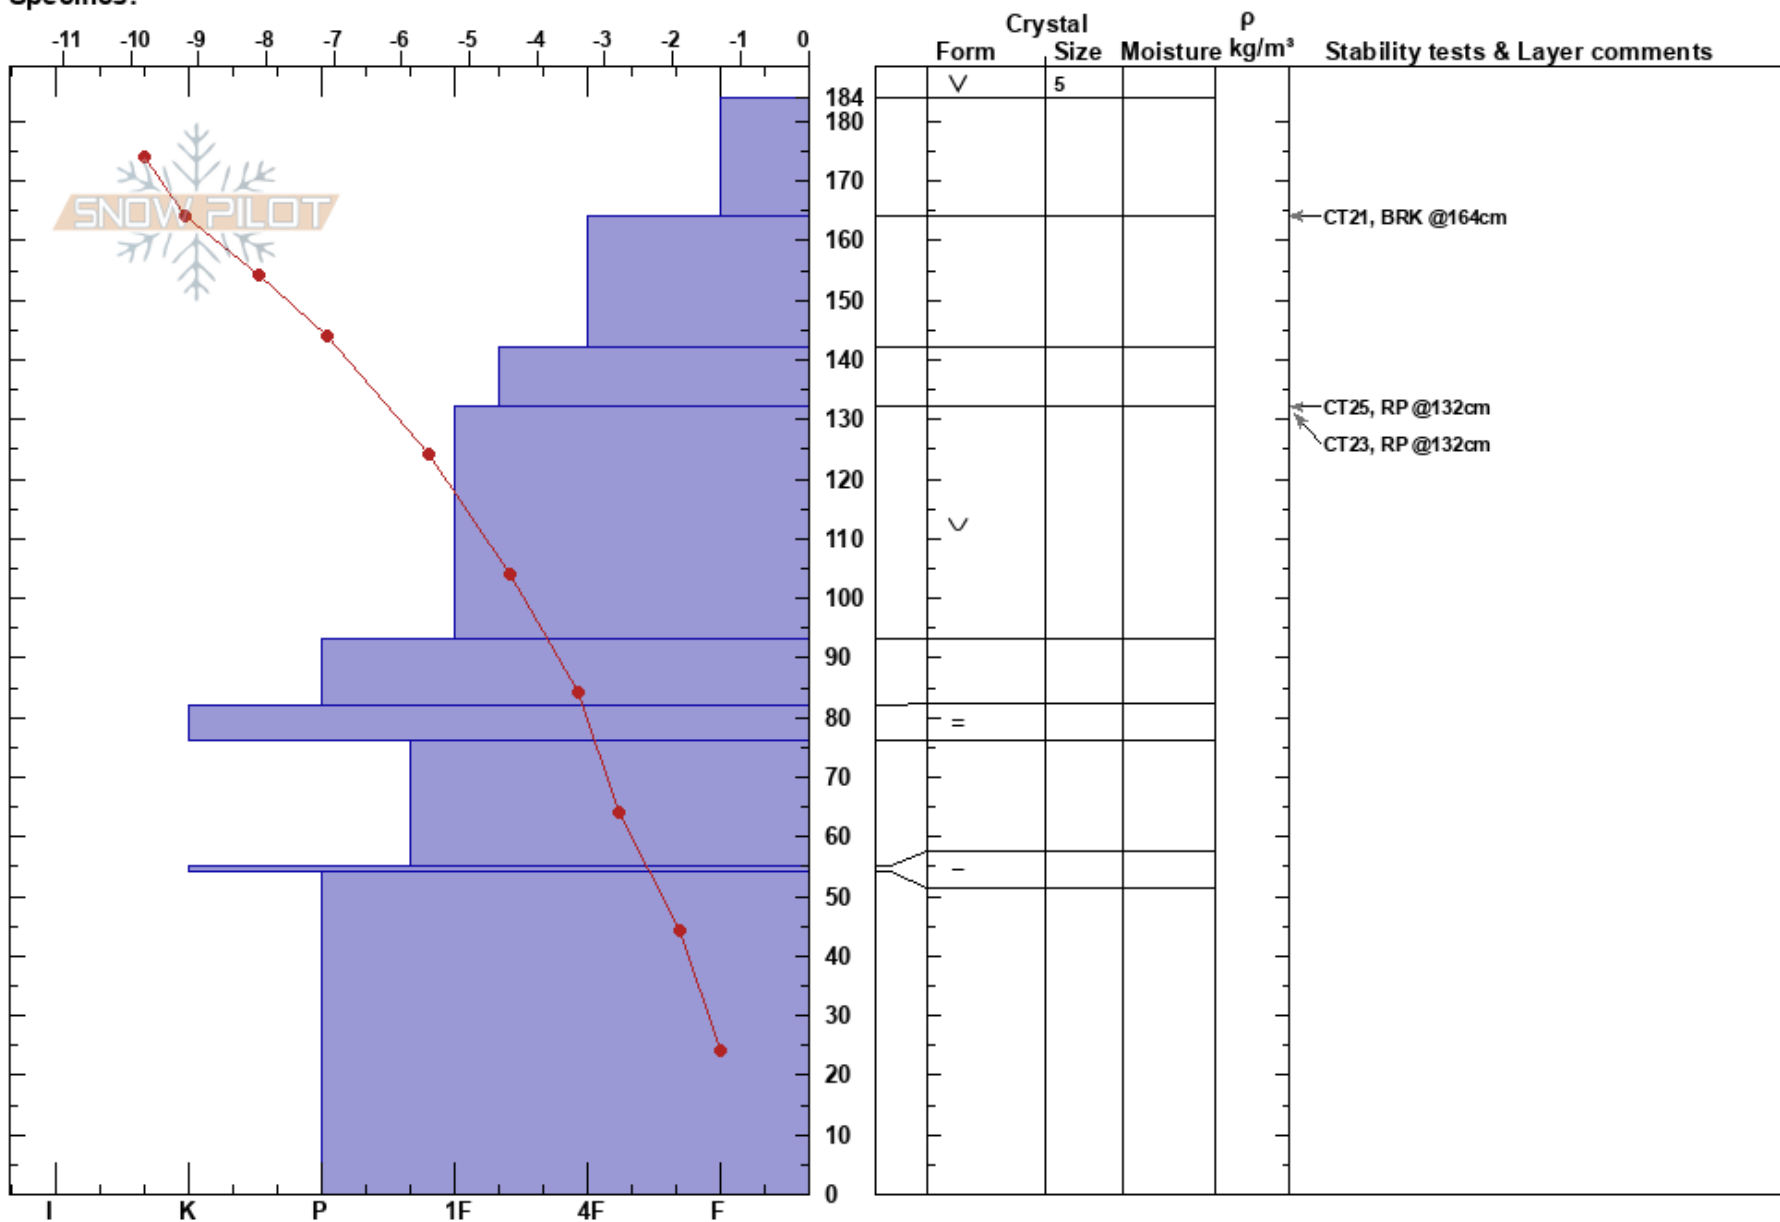 Specifics:
Crystal ρ
-11 -10 -9 -8 -7 -6 -5 -4 -3 -2 -1 0
Form Size Moisture kg/m³ Stability tests & Layer comments
5
184
180
SNOW PILOT
170
CT21, BRK @164cm
160
150
140
CT25, RP @132cm
130
CT23, RP @132cm
120
110
100
90
80
70
60
50
40
30
20
10
0
I K P 1F 4F F